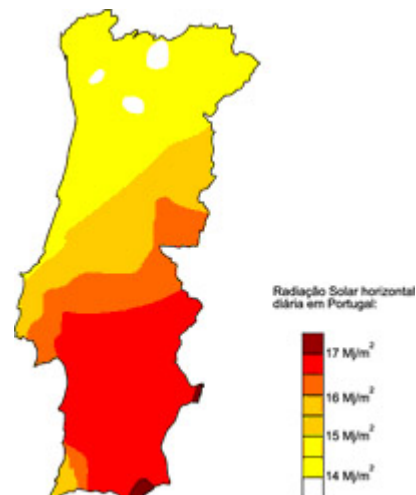 Radiação Solar horizontal
diária em Portugal:
17 Mj/m²
16 Mj/m²
15 Mj/m²
14 Mj/m²